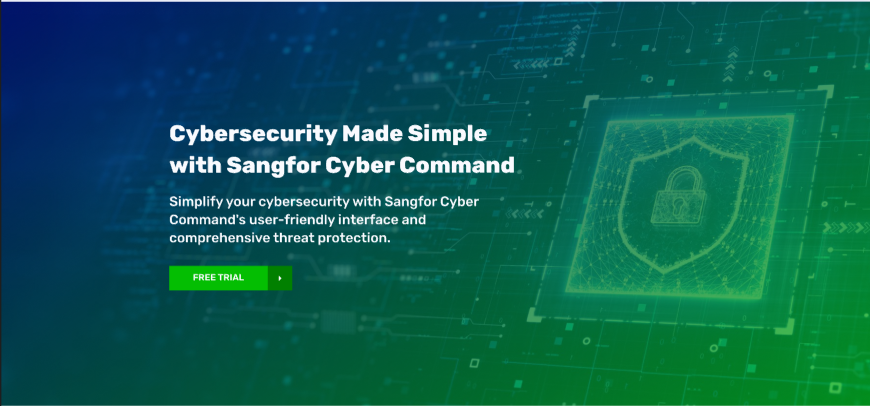 Cybersecurity Made Simple
with Sangfor Cyber Command
Simplify your cybersecurity with Sangfor Cyber
Command's user-friendly interface and
comprehensive threat protection.
FREE TRIAL